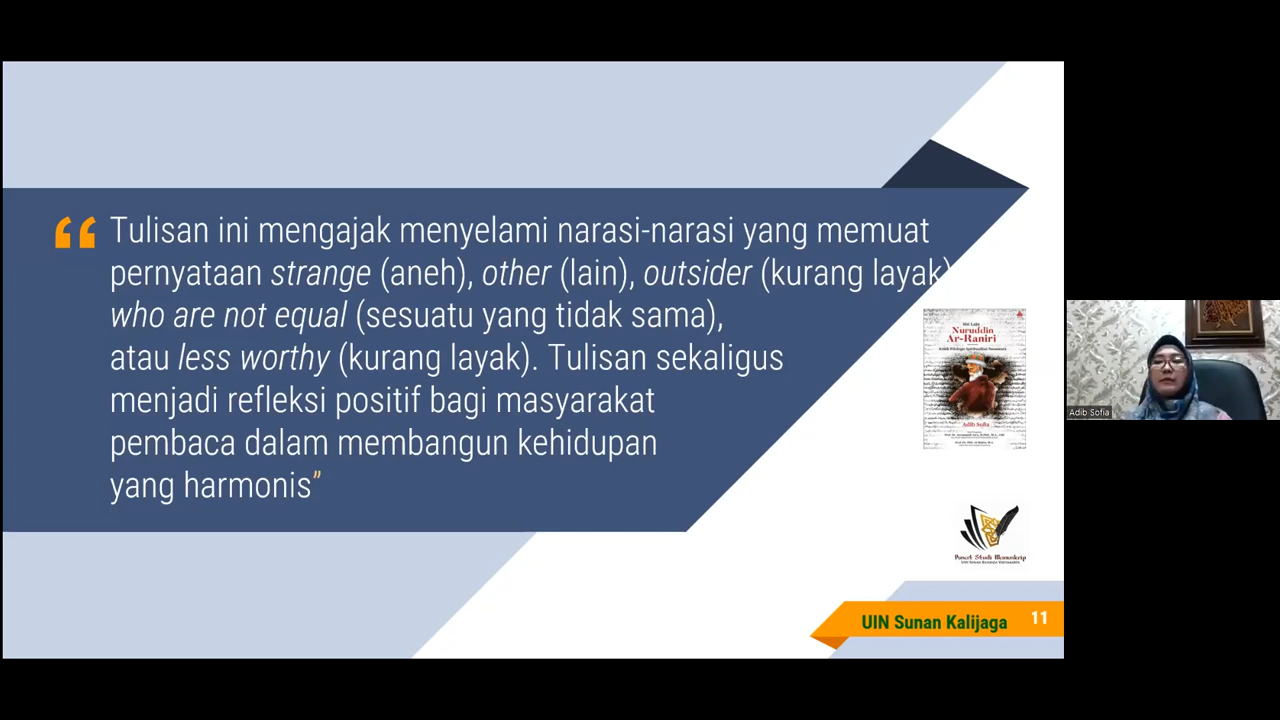 “ Tulisan ini mengajak menyelami narasi-narasi yang memuat
pernyataan strange (aneh), other (lain), outsider (kurang layak)
who are not equal (sesuatu yang tidak sama),
atau less worthy (kurang layak). Tulisan sekaligus
menjadi refleksi positif bagi masyarakat
pembaca membangun kehidupan
yang harmonis”
Sisi Lain
Nuruddin
Ar-Raniri
Adib Sofia
Pusat Studi Manuskrip
UIN Sunan Kalijaga
11
Adib Sofia